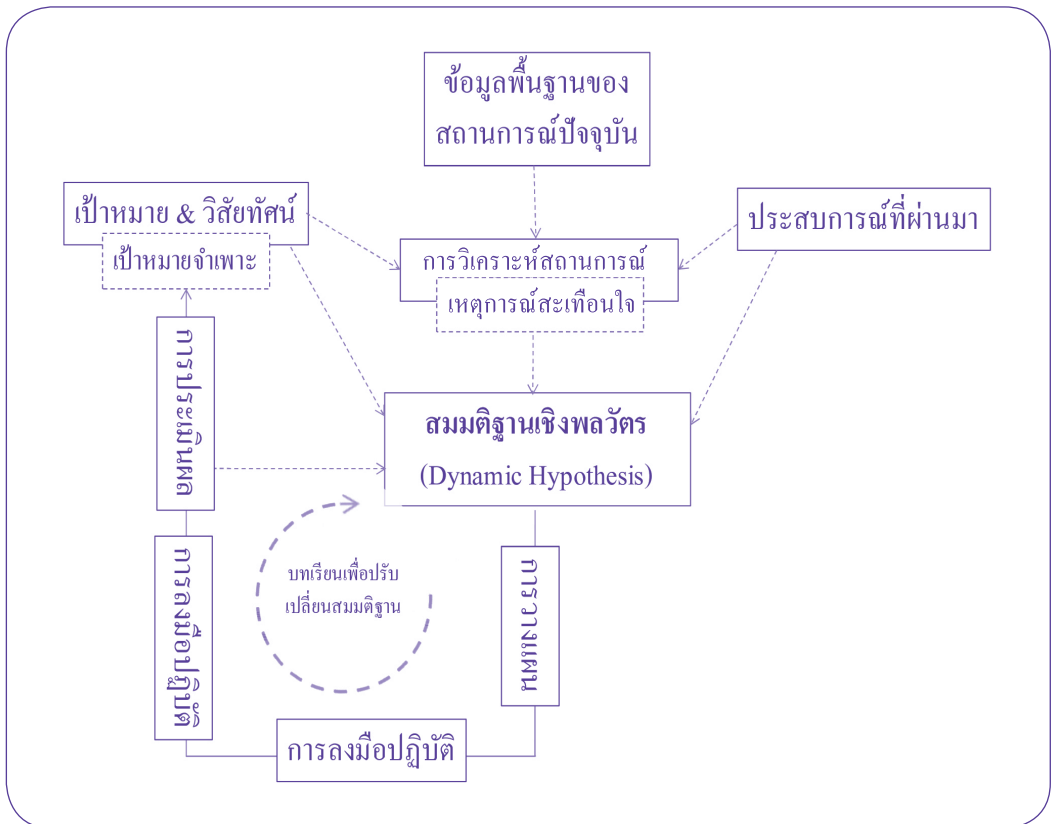 ข้อมูลพื้นฐานของ
สถานการณ์ปัจจุบัน
เป้าหมาย & วิสัยทัศน์
เป้าหมายจำเพาะ
ประสบการณ์ที่ผ่านมา
การวิเคราะห์สถานการณ์
เหตุการณ์สะเทือนใจ
สมมติฐานเชิงพลวัตร
(Dynamic Hypothesis)
การประเมินผล
บทเรียนเพื่อปรับ
เปลี่ยนสมมติฐาน
การวางแผน
การลงมือปฏิบัติ
การลงมือปฏิบัติ